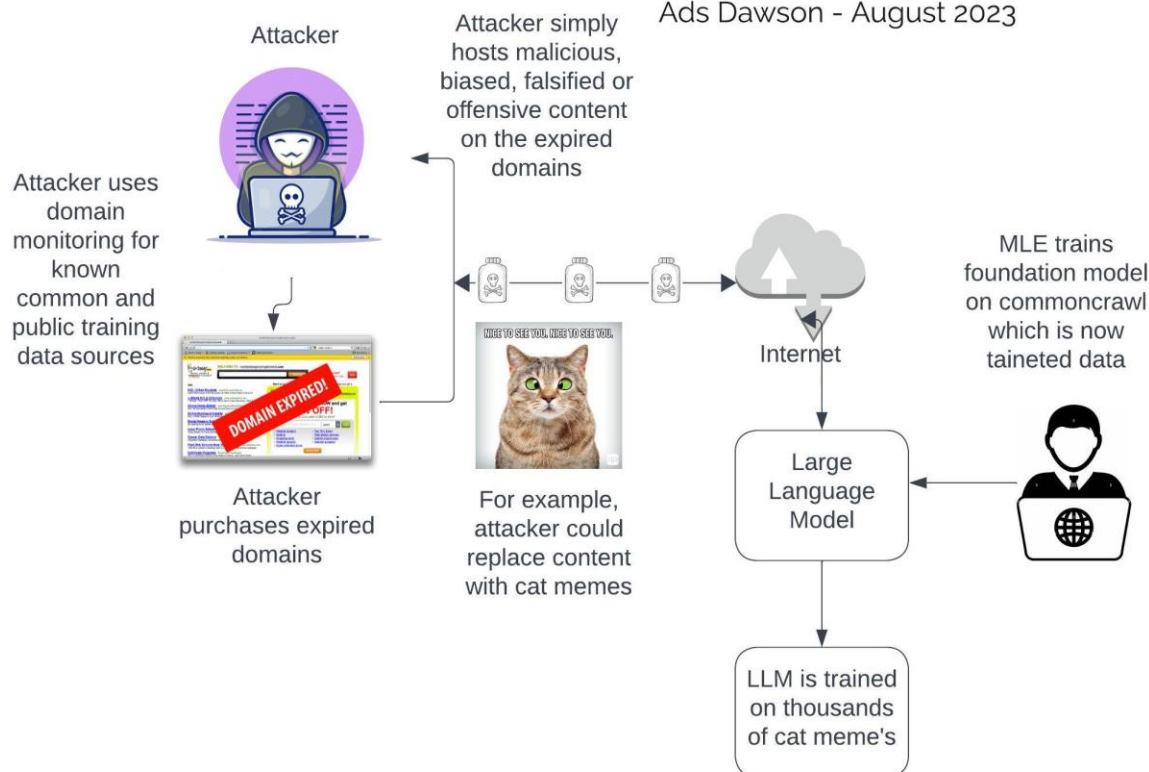 Ads Dawson - August 2023
Attacker
Attacker simply
hosts malicious,
biased, falsified or
offensive content
on the expired
domains
Attacker uses
domain
monitoring for
known
common and
public training
data sources
MLE trains
foundation model
on commoncrawl
which is now
taineted data
Internet
NICE TO SEE YOU. NICE TO SEE YOU.
DOMAIN EXPIRED!
OFF!
Attacker
purchases expired
domains
For example,
attacker could
replace content
with cat memes
Large
Language
Model
LLM is trained
on thousands
of cat meme's